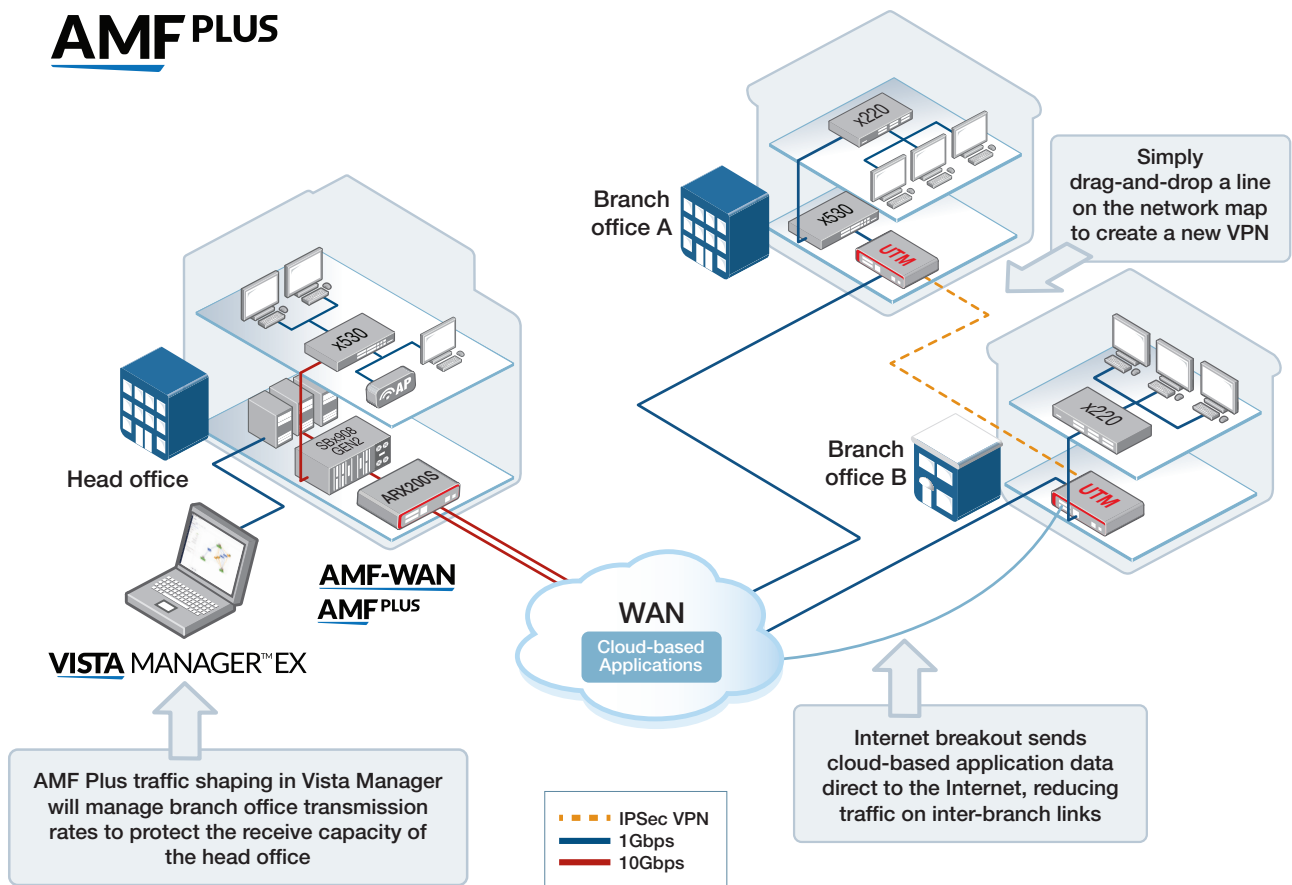 AMF PLUS
x220
Branch
office A
x530
UTM
Simply
drag-and-drop a line
on the network map
to create a new VPN
x530
AP
SBx908
GEN2
ARX200S
Head office
x220
Branch
office B
UTM
AMF-WAN
AMF PLUS
WAN
Cloud-based
Applications
VISTA MANAGER™ EX
AMF Plus traffic shaping in Vista Manager
will manage branch office transmission
rates to protect the receive capacity of
the head office
Internet breakout sends
cloud-based application data
direct to the Internet, reducing
traffic on inter-branch links
IPSec VPN
1Gbps
10Gbps